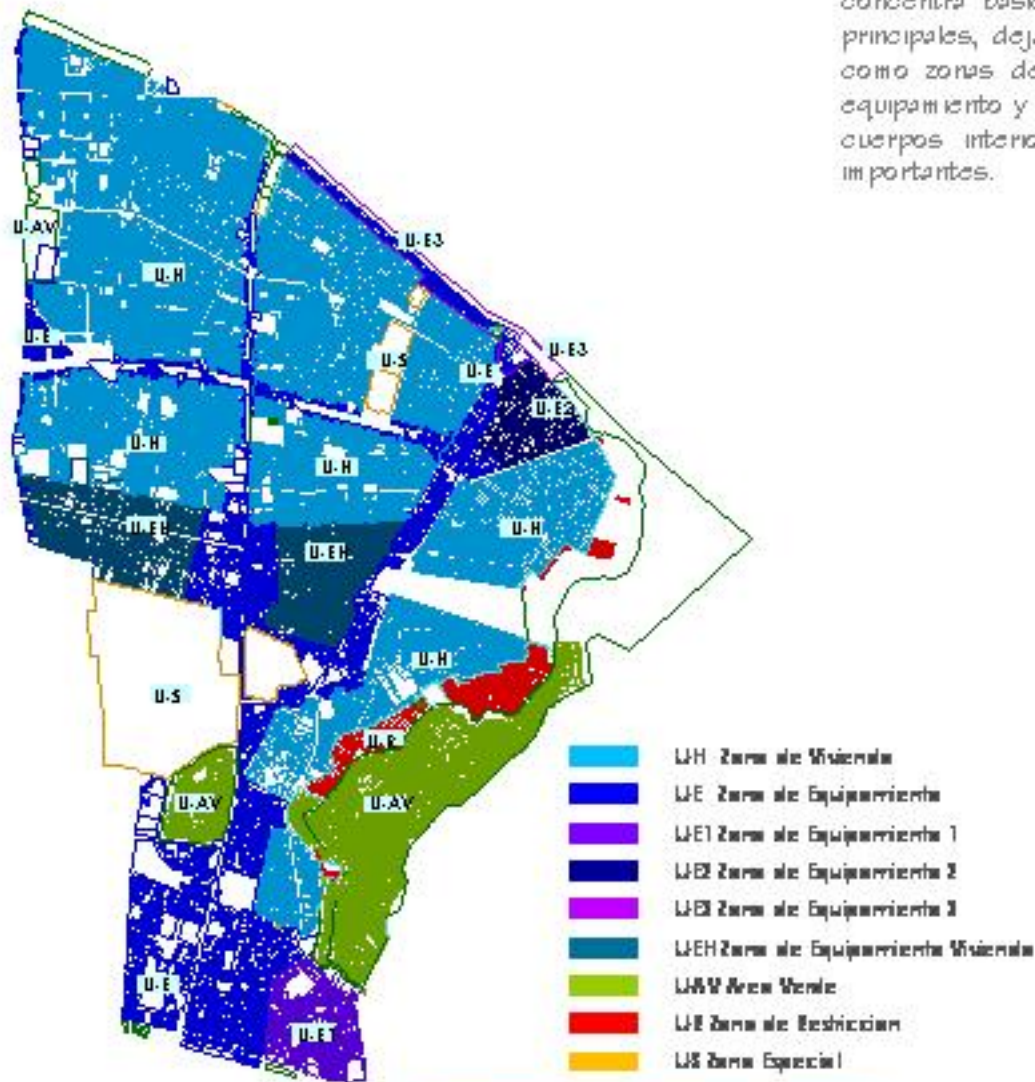 concentra
principales,
como zonas de
equipamiento y
cuerpos
importantes.
U-E3
U-AV
U-H
U-E3
U-E
U-S
U-E
U-E2
U-H
U-H
U-EH
U-H
U-EH
U-H
U-S
U-R
U-AV
U-AV
U-E
U-E1
U-H Zona de Vivienda
U-E Zona de Equipamiento
U-E1 Zona de Equipamiento 1
U-E2 Zona de Equipamiento 2
U-E3 Zona de Equipamiento 3
U-EH Zona de Equipamiento Vivienda
U-AV Area Verde
U-R Zona de Restriccion
U-S Zona Especial